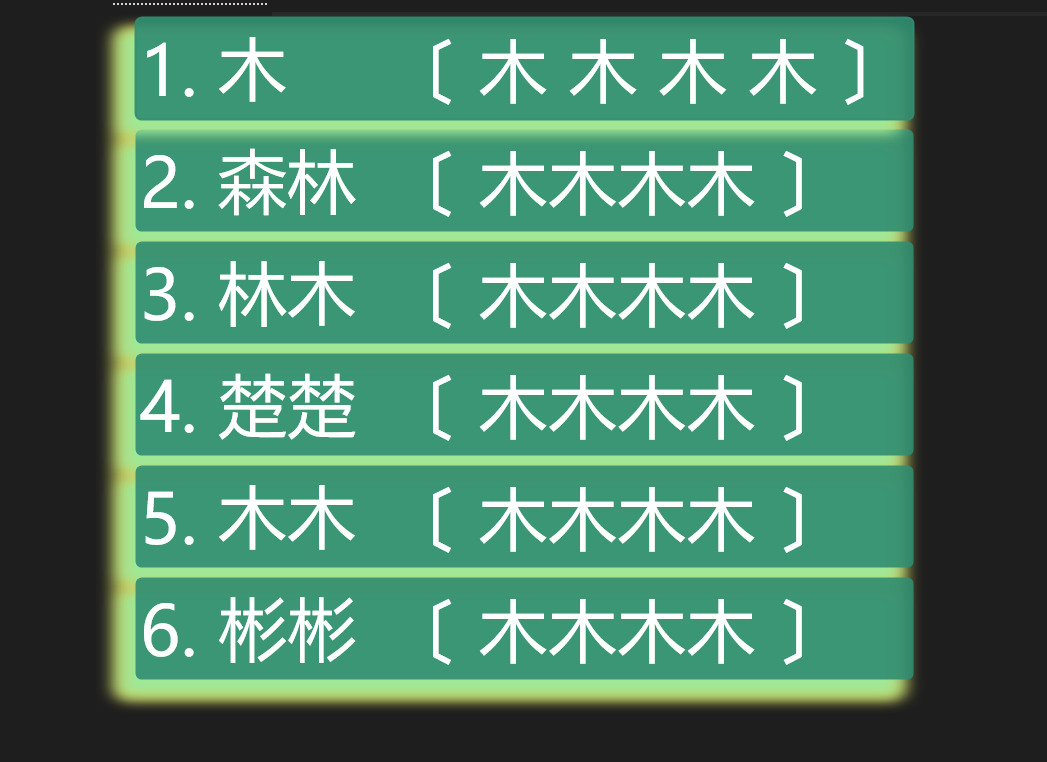 1. 木 〔 木 木 木 木 〕
2. 森林 〔 木木木木 〕
3. 林木 〔 木木木木 〕
4. 楚楚 〔 木木木木 〕
5. 木木 〔 木木木木 〕
6. 彬彬 〔 木木木木 〕